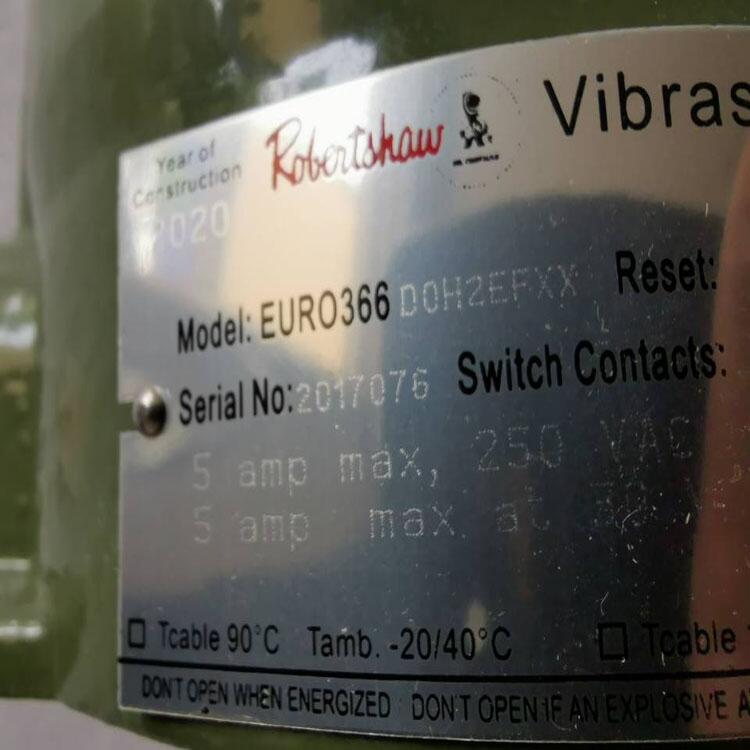 Year of
Construction
2020
Robertshaw
Vibras
Model: EURO366 D0H2EFXX
Reset:
Serial No: 2017076
Switch Contacts:
5 amp max, 250 VAC
5 amp max. at 30 V
Tcable 90°C Tamb. -20/40°C
Tcable
DON'T OPEN WHEN ENERGIZED DON'T OPEN IF AN EXPLOSIVE A